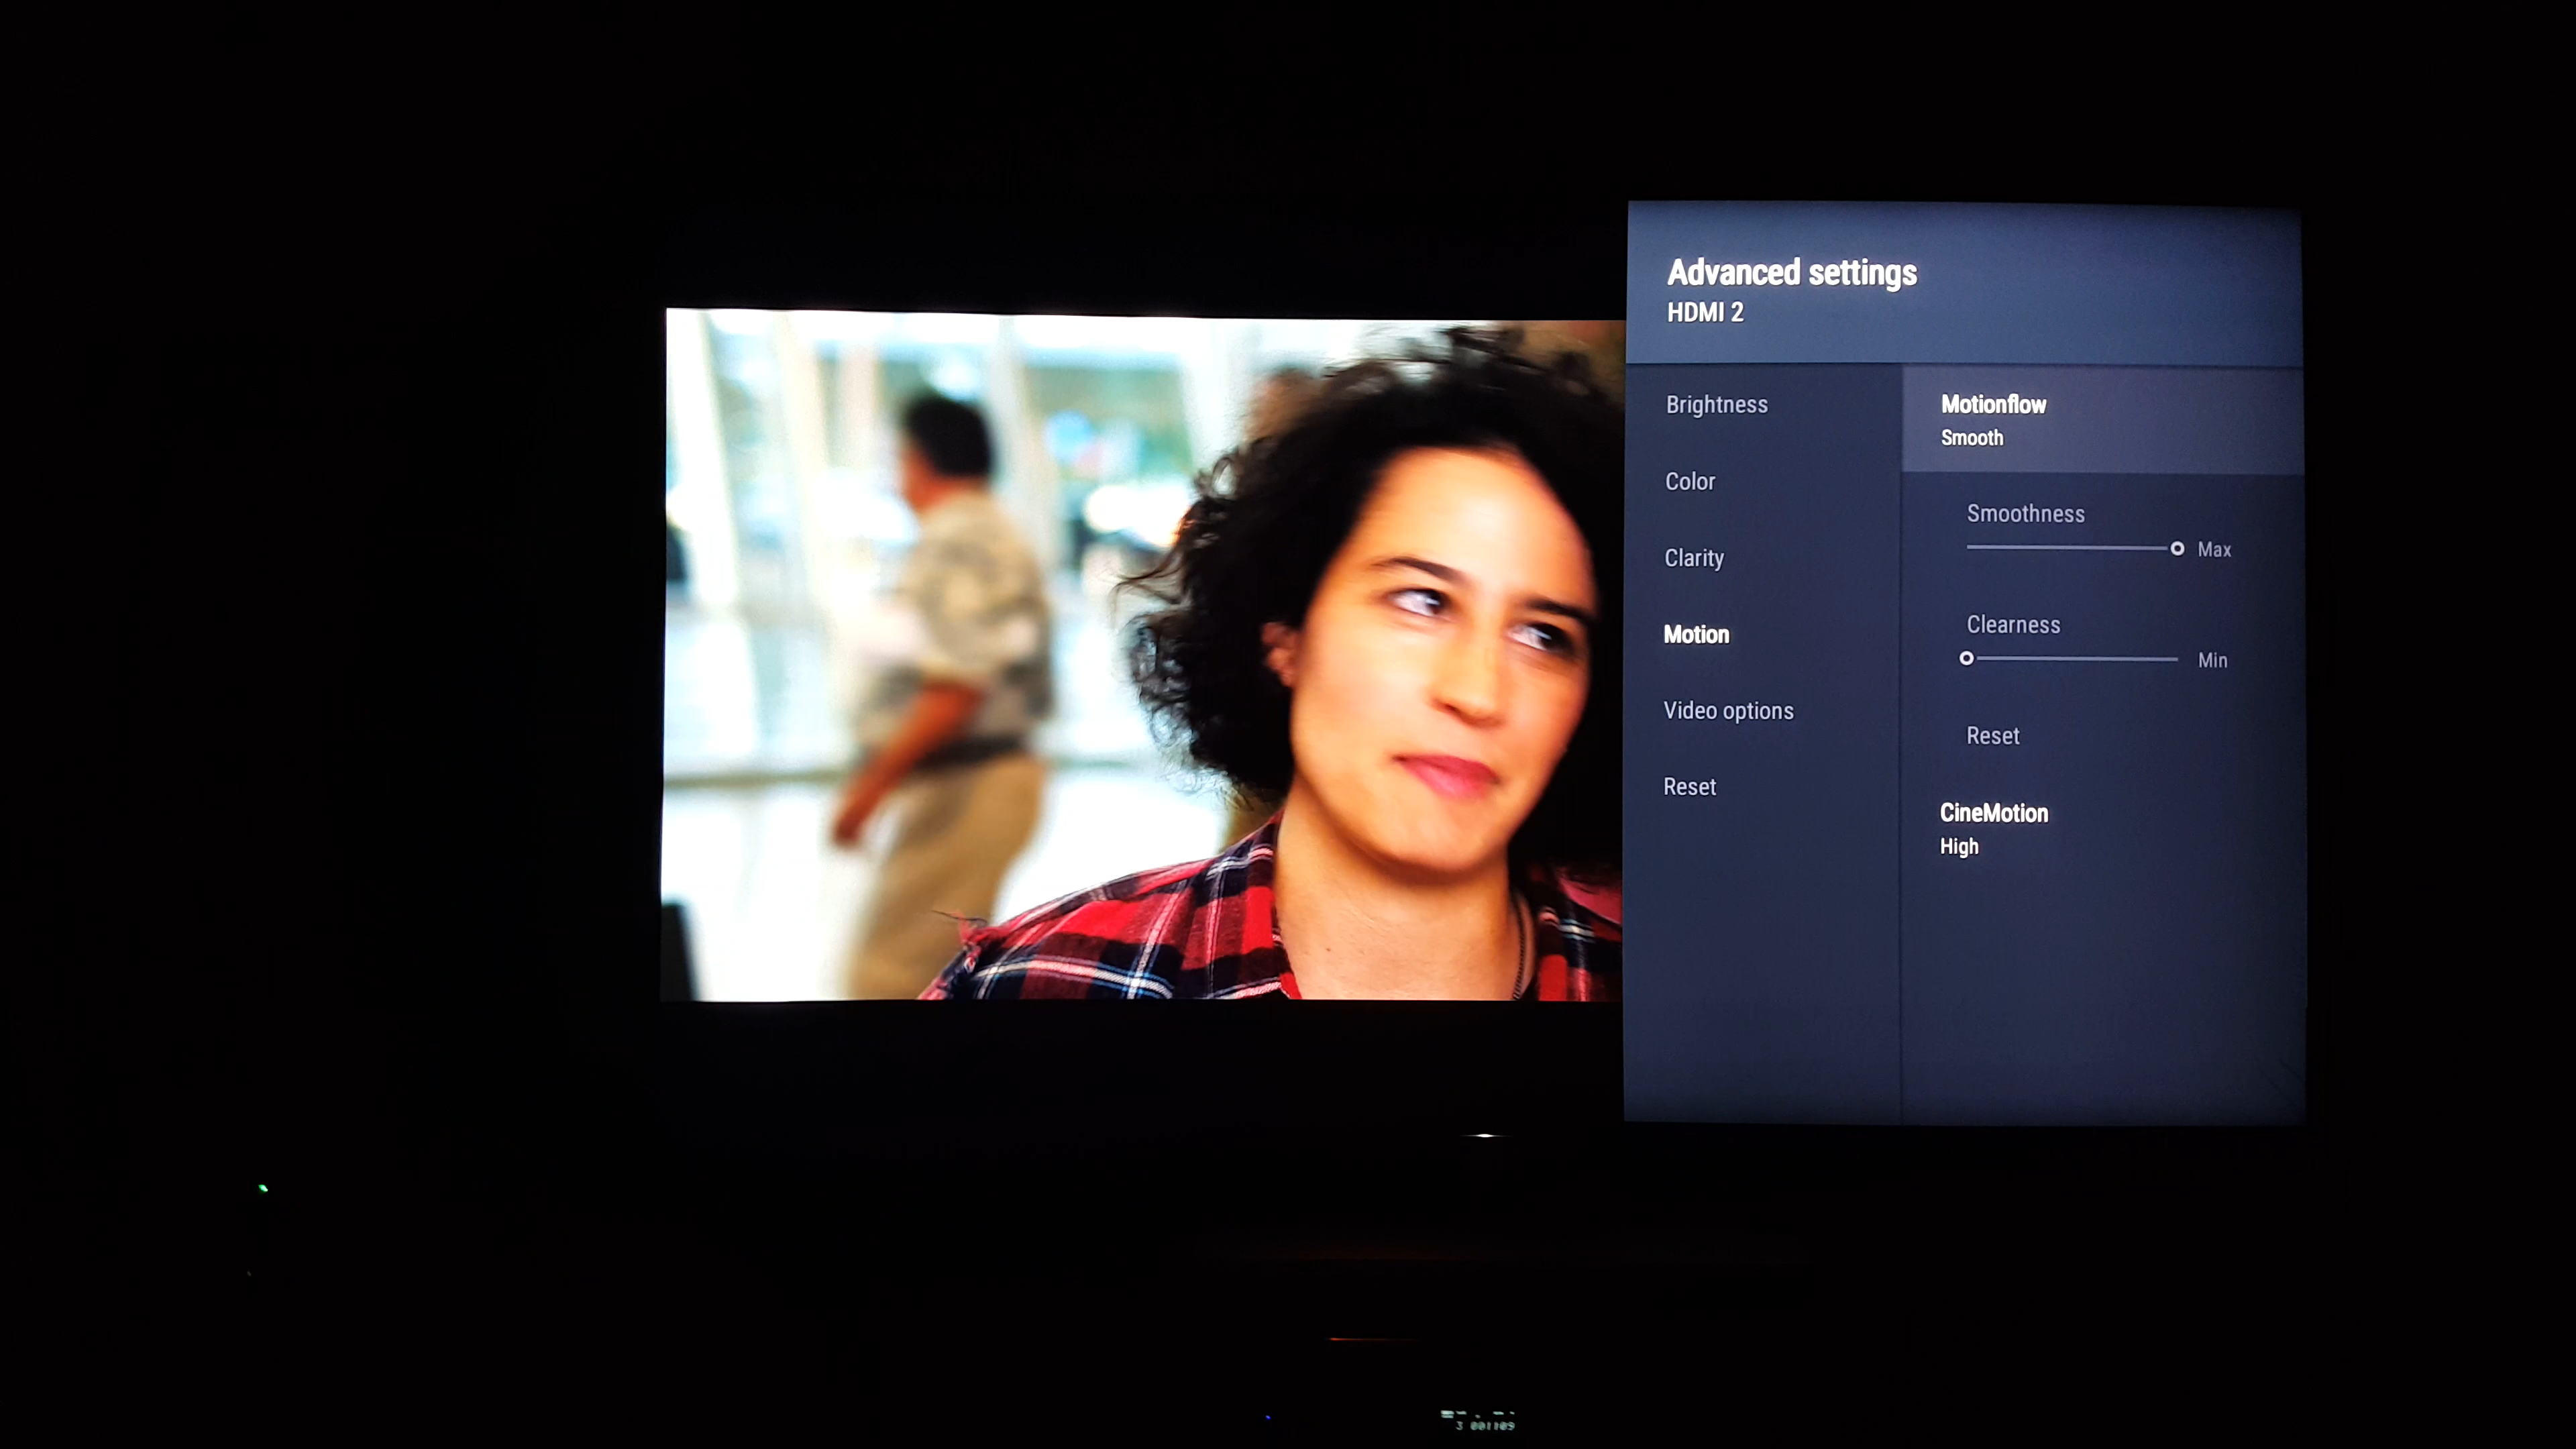 Advanced settings
HDMI 2
Brightness
Color
Clarity
Motion
Video options
Reset
Motionflow
Smooth
Smoothness
Max
Clearness
Min
Reset
CineMotion
High